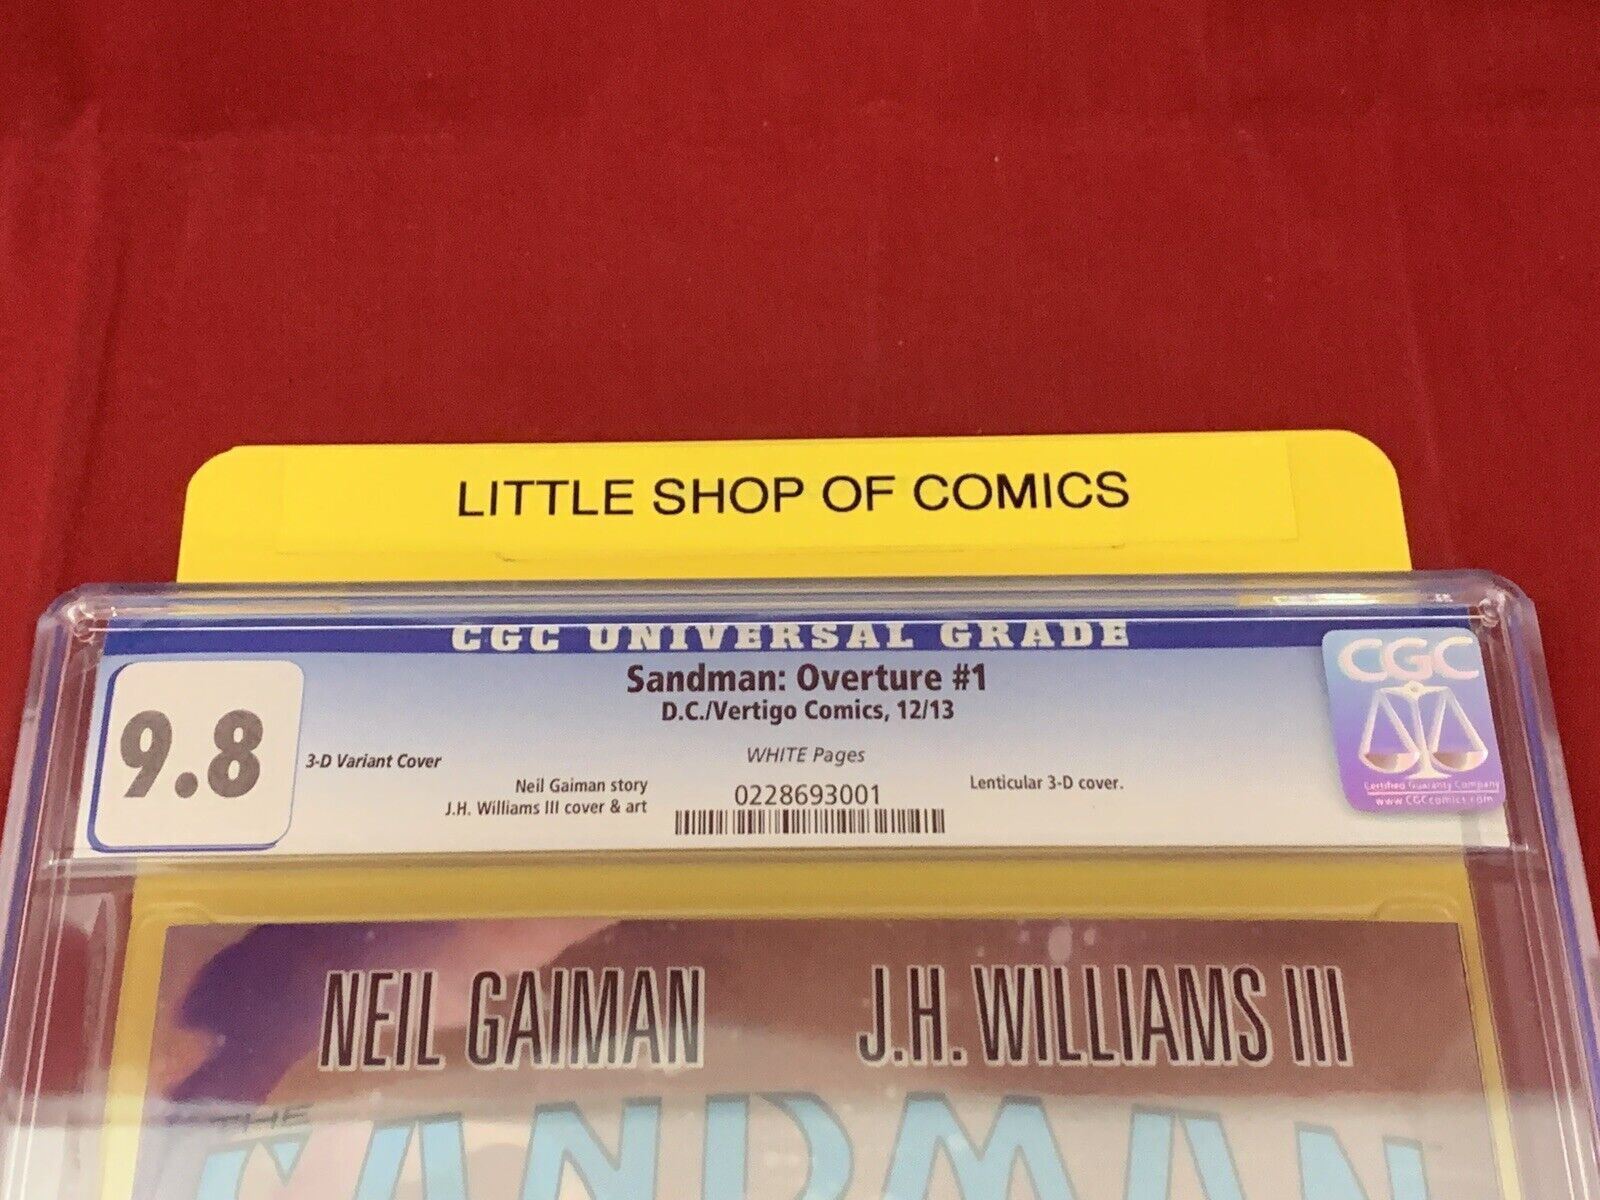 LITTLE SHOP OF COMICS
CGC UNIVERSAL GRADE
Sandman: Overture #1
D.C./Vertigo Comics, 12/13
9.8
3-D Variant Cover
WHITE Pages
Neil Gaiman story
J.H. Williams III cover & art
0228693001
Lenticular 3-D cover.
CGC
Certified Guaranty Company
www.CGCcomics.com
NEIL GAIMAN
J.H. WILLIAMS III
THE
SANDMAN